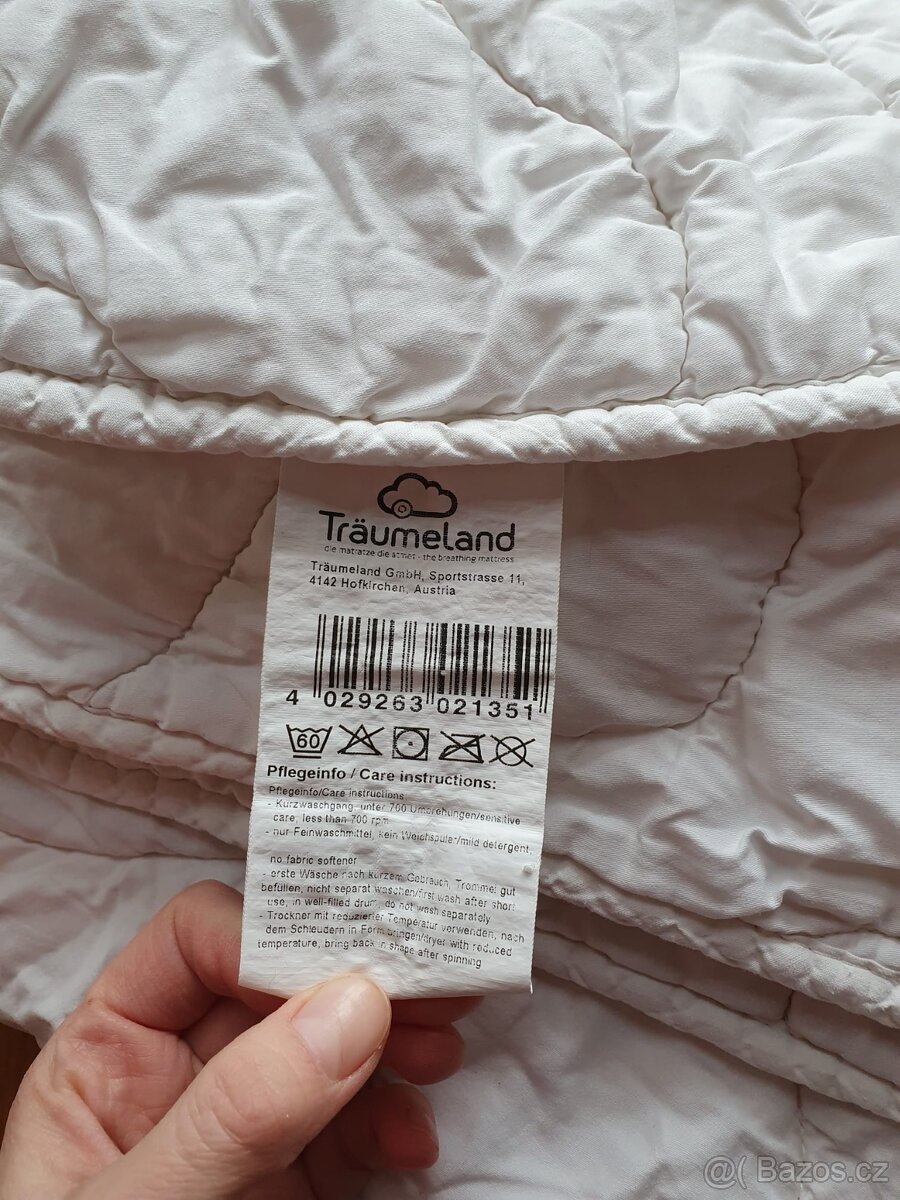 Träumeland
die matratze die atmet - the breathing mattress
Träumeland GmbH, Sportstrasse 11,
4142 Hofkirchen, Austria
4 029263 021351
60
Pflegeinfo / Care instructions:
Pflegeinfo/Care instructions
- Kurzwaschgang, unter 700 Umdrehungen/sensitive
care, less than 700 rpm
- nur Feinwaschmittel, kein Weichspüler/mild detergent,
no fabric softener
- erste Wäsche nach kurzem Gebrauch, Trommel gut
befüllen, nicht separat waschen/first wash after short
use, in well-filled drum, do not wash separately
- Trockner mit reduzierter Temperatur verwenden, nach
dem Schleudern in Form bringen/dryer with reduced
temperature, bring back in shape after spinning
@( Bazos.cz